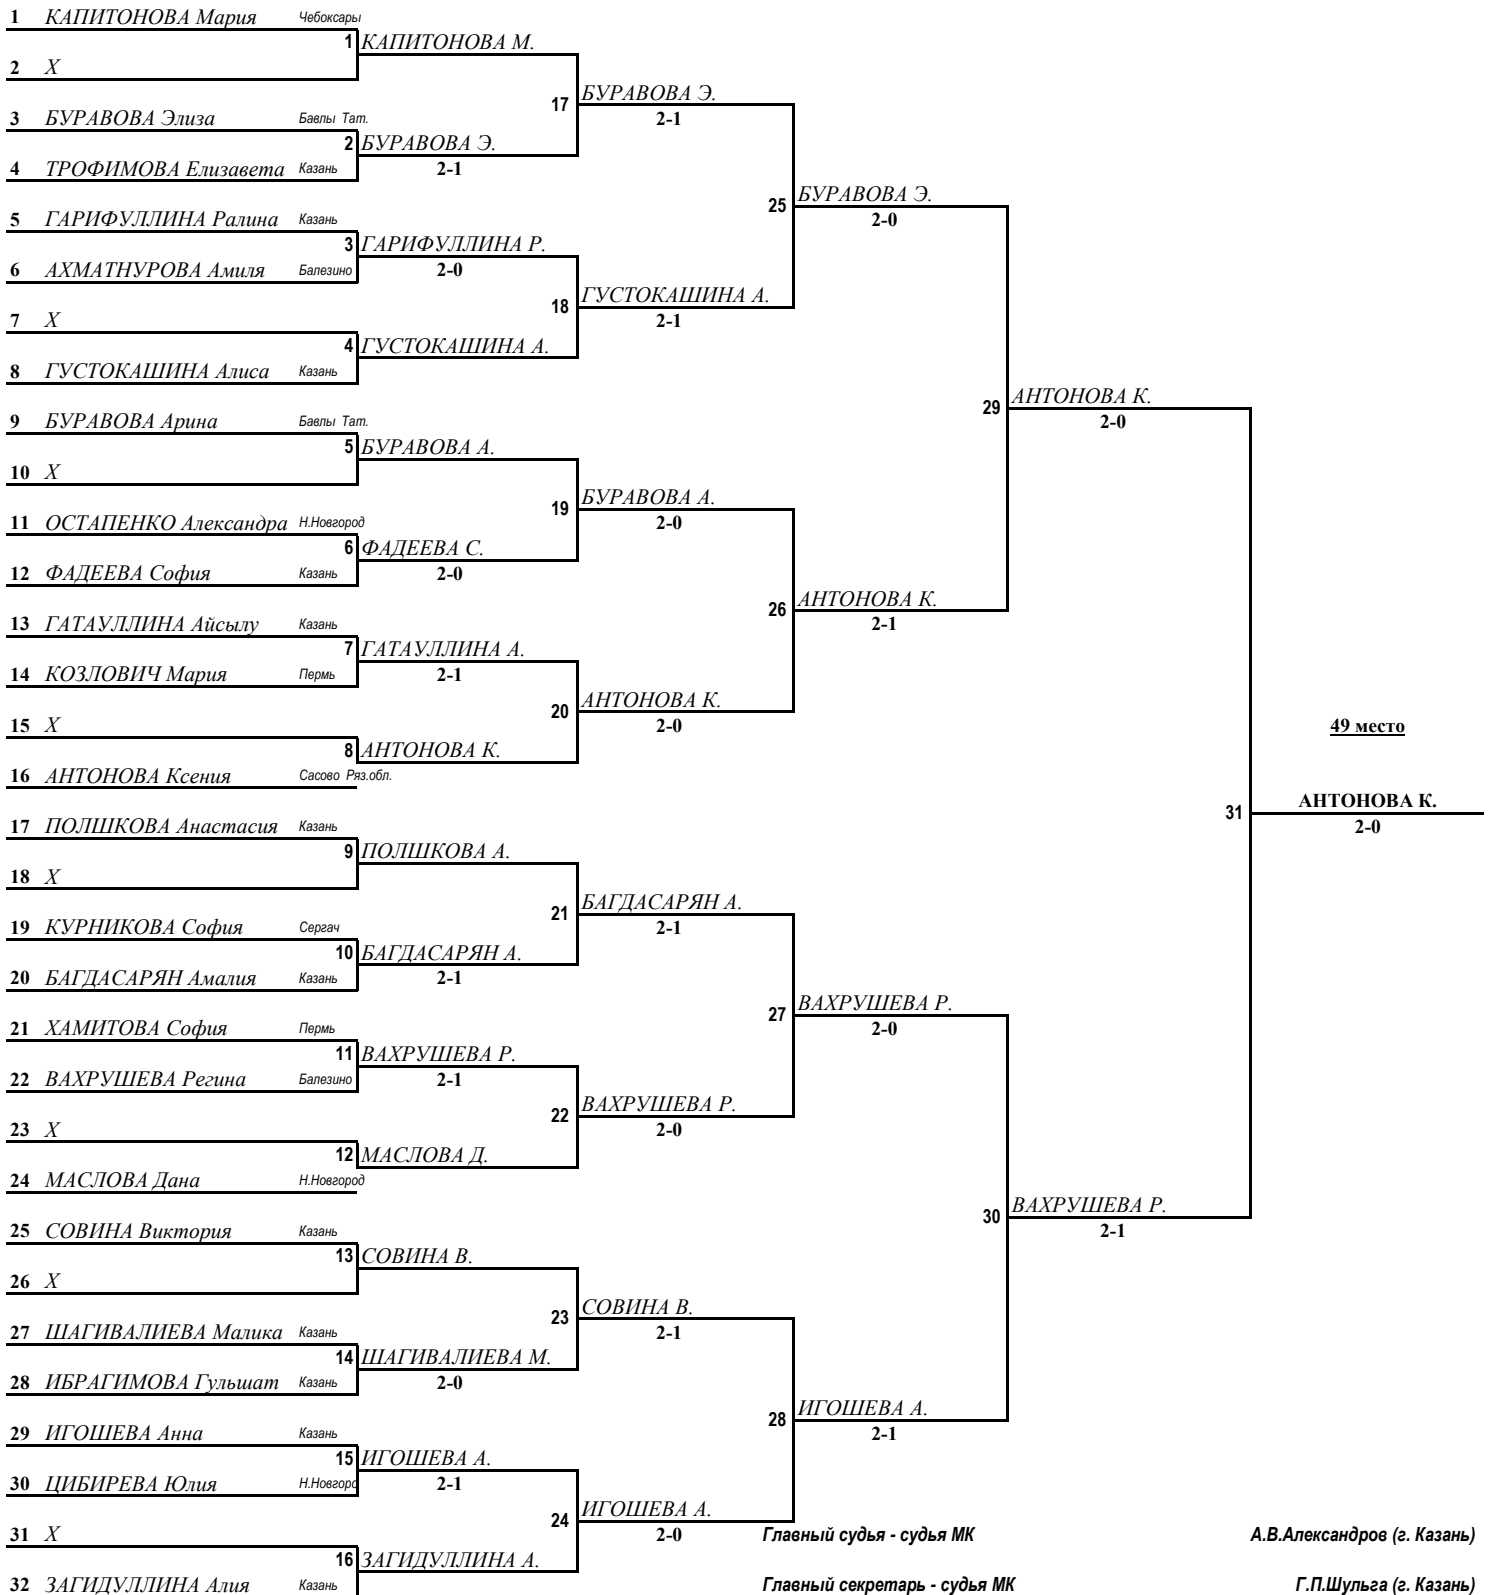 1 КАПИТОНОВА Мария Чебоксары
1 КАПИТОНОВА М.
2 X
17 БУРАВОВА Э.
3 БУРАВОВА Элиза Бавлы Тат. 2-1
2 БУРАВОВА Э.
4 ТРОФИМОВА Елизавета Казань 2-1
25 БУРАВОВА Э.
5 ГАРИФУЛЛИНА Ралина Казань 2-0
3 ГАРИФУЛЛИНА Р.
6 АХМАТНУРОВА Амиля Балезино 2-0
18 ГУСТОКАШИНА А.
7 X 2-1
4 ГУСТОКАШИНА А.
8 ГУСТОКАШИНА Алиса Казань
29 АНТОНОВА К.
9 БУРАВОВА Арина Бавлы Тат. 2-0
5 БУРАВОВА А.
10 X
19 БУРАВОВА А.
11 ОСТАПЕНКО Александра Н.Новгород 2-0
6 ФАДЕЕВА С.
12 ФАДЕЕВА София Казань 2-0
26 АНТОНОВА К.
13 ГАТАУЛЛИНА Айсылу Казань 2-1
7 ГАТАУЛЛИНА А.
14 КОЗЛОВИЧ Мария Пермь 2-1
20 АНТОНОВА К.
15 X 2-0 49 место
8 АНТОНОВА К.
16 АНТОНОВА Ксения Сасово Ряз.обл.
31 АНТОНОВА К.
17 ПОЛШКОВА Анастасия Казань 2-0
9 ПОЛШКОВА А.
18 X
21 БАГДАСАРЯН А.
19 КУРНИКОВА София Сергач 2-1
10 БАГДАСАРЯН А.
20 БАГДАСАРЯН Амалия Казань 2-1
27 ВАХРУШЕВА Р.
21 ХАМИТОВА София Пермь 2-0
11 ВАХРУШЕВА Р.
22 ВАХРУШЕВА Регина Балезино 2-1
22 ВАХРУШЕВА Р.
23 X 2-0
12 МАСЛОВА Д.
24 МАСЛОВА Дана Н.Новгород
30 ВАХРУШЕВА Р.
25 СОВИНА Виктория Казань 2-1
13 СОВИНА В.
26 X
23 СОВИНА В.
27 ШАГИВАЛИЕВА Малика Казань 2-1
14 ШАГИВАЛИЕВА М.
28 ИБРАГИМОВА Гульшат Казань 2-0
28 ИГОШЕВА А.
29 ИГОШЕВА Анна Казань 2-1
15 ИГОШЕВА А.
30 ЦИБИРЕВА Юлия Н.Новгоро 2-1
24 ИГОШЕВА А.
31 X 2-0 Главный судья - судья МК А.В.Александров (г. Казань)
16 ЗАГИДУЛЛИНА А.
32 ЗАГИДУЛЛИНА Алия Казань Главный секретарь - судья МК Г.П.Шульга (г. Казань)